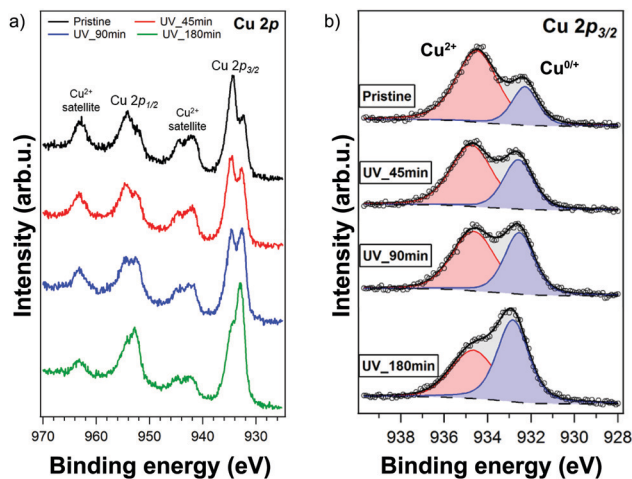 a)
Cu 2p
Pristine
UV_45min
UV_90min
UV_180min
Cu²⁺
satellite
Cu 2p1/2
Cu²⁺
satellite
Cu 2p3/2
Intensity (arb.u.)
970 960 950 940 930
Binding energy (eV)
b)
Cu 2p3/2
Cu²⁺
Cu⁰/⁺
Pristine
UV_45min
UV_90min
UV_180min
Intensity (arb.u.)
938 936 934 932 930 928
Binding energy (eV)